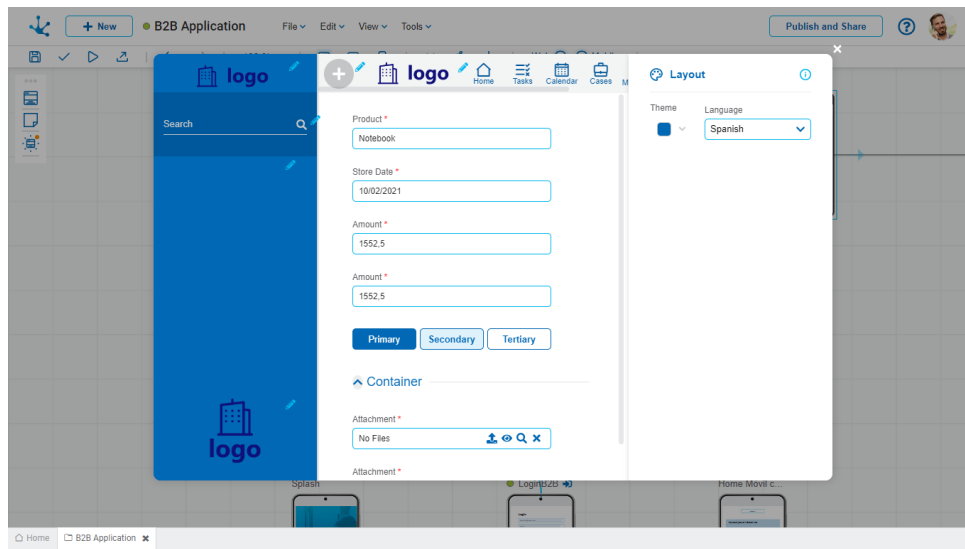 + New
B2B Application
File
Edit
View
Tools
Publish and Share
?
logo
Search
logo
+
logo
Home
Tasks
Calendar
Cases
M
Product *
Notebook
Store Date *
10/02/2021
Amount *
1552,5
Amount *
1552,5
Primary
Secondary
Tertiary
Container
Attachment *
No Files
Attachment *
Layout
Theme
Language
Spanish
Splash
LoginB2B
Home Movil c...
Home
B2B Application